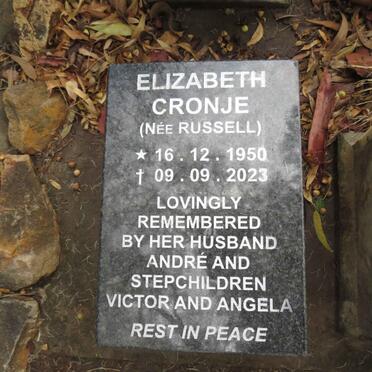 ELIZABETH
CRONJE
(NÉE RUSSELL)
★ 16 . 12 . 1950
† 09 . 09 . 2023
LOVINGLY
REMEMBERED
BY HER HUSBAND
ANDRÉ AND
STEPCHILDREN
VICTOR AND ANGELA
REST IN PEACE